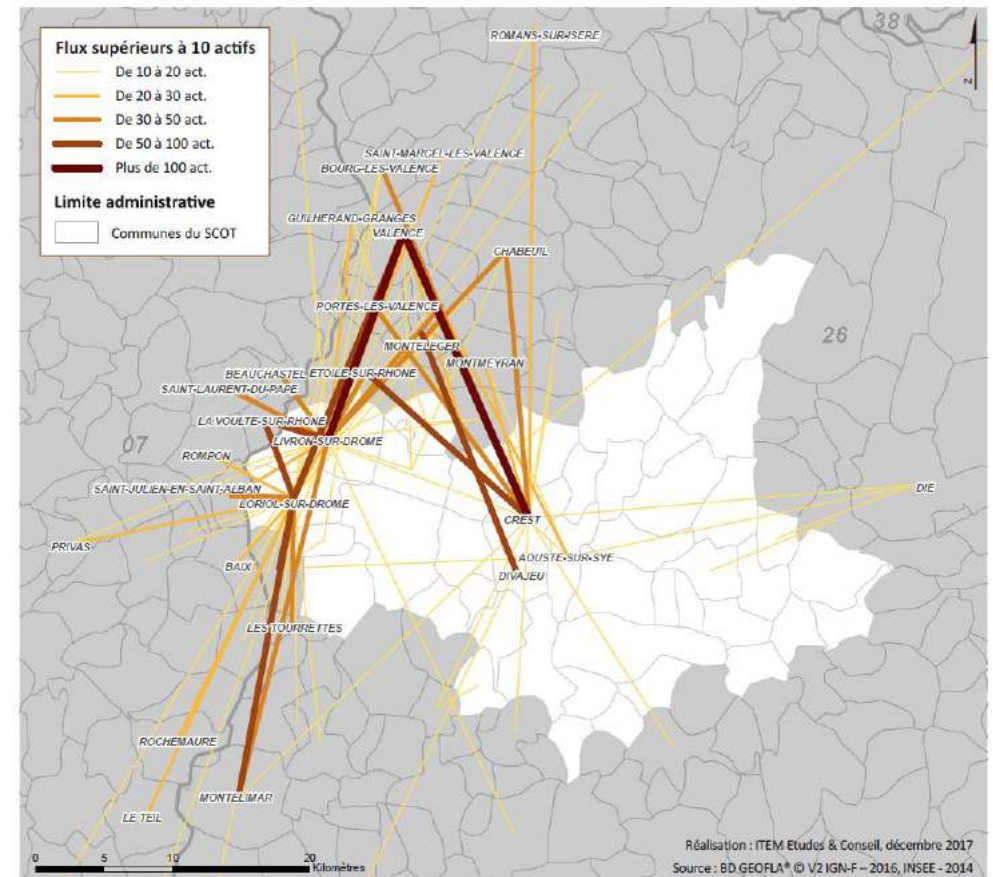 Flux supérieurs à 10 actifs
De 10 à 20 act.
De 20 à 30 act.
De 30 à 50 act.
De 50 à 100 act.
Plus de 100 act.
Limite administrative
Communes du SCOT
38
ROMANS-SUR-ISERE
N
SAINT-MARCEL-LES-VALENCE
BOURG-LES-VALENCE
GUILHERAND-GRANGES
VALENCE
CHABEUIL
PORTES-LES-VALENCE
26
MONTELEGER
MONTMEYRAN
BEAUCHASTEL
ETOILE-SUR-RHONE
SAINT-LAURENT-DU-PAPE
LA VOULTE-SUR-RHONE
07
LIVRON-SUR-DROME
ROMPON
SAINT-JULIEN-EN-SAINT-ALBAN
DIE
LORIOL-SUR-DROME
CREST
PRIVAS
AOUSTE-SUR-SYE
BAIX
DIVAJEU
LES TOURRETTES
ROCHEMAURE
MONTELIMAR
LE TEIL
Réalisation : ITEM Etudes & Conseil, décembre 2017
0 5 10 20
Kilomètres
Source : BD GEOFLA® © V2 IGN-F – 2016, INSEE - 2014